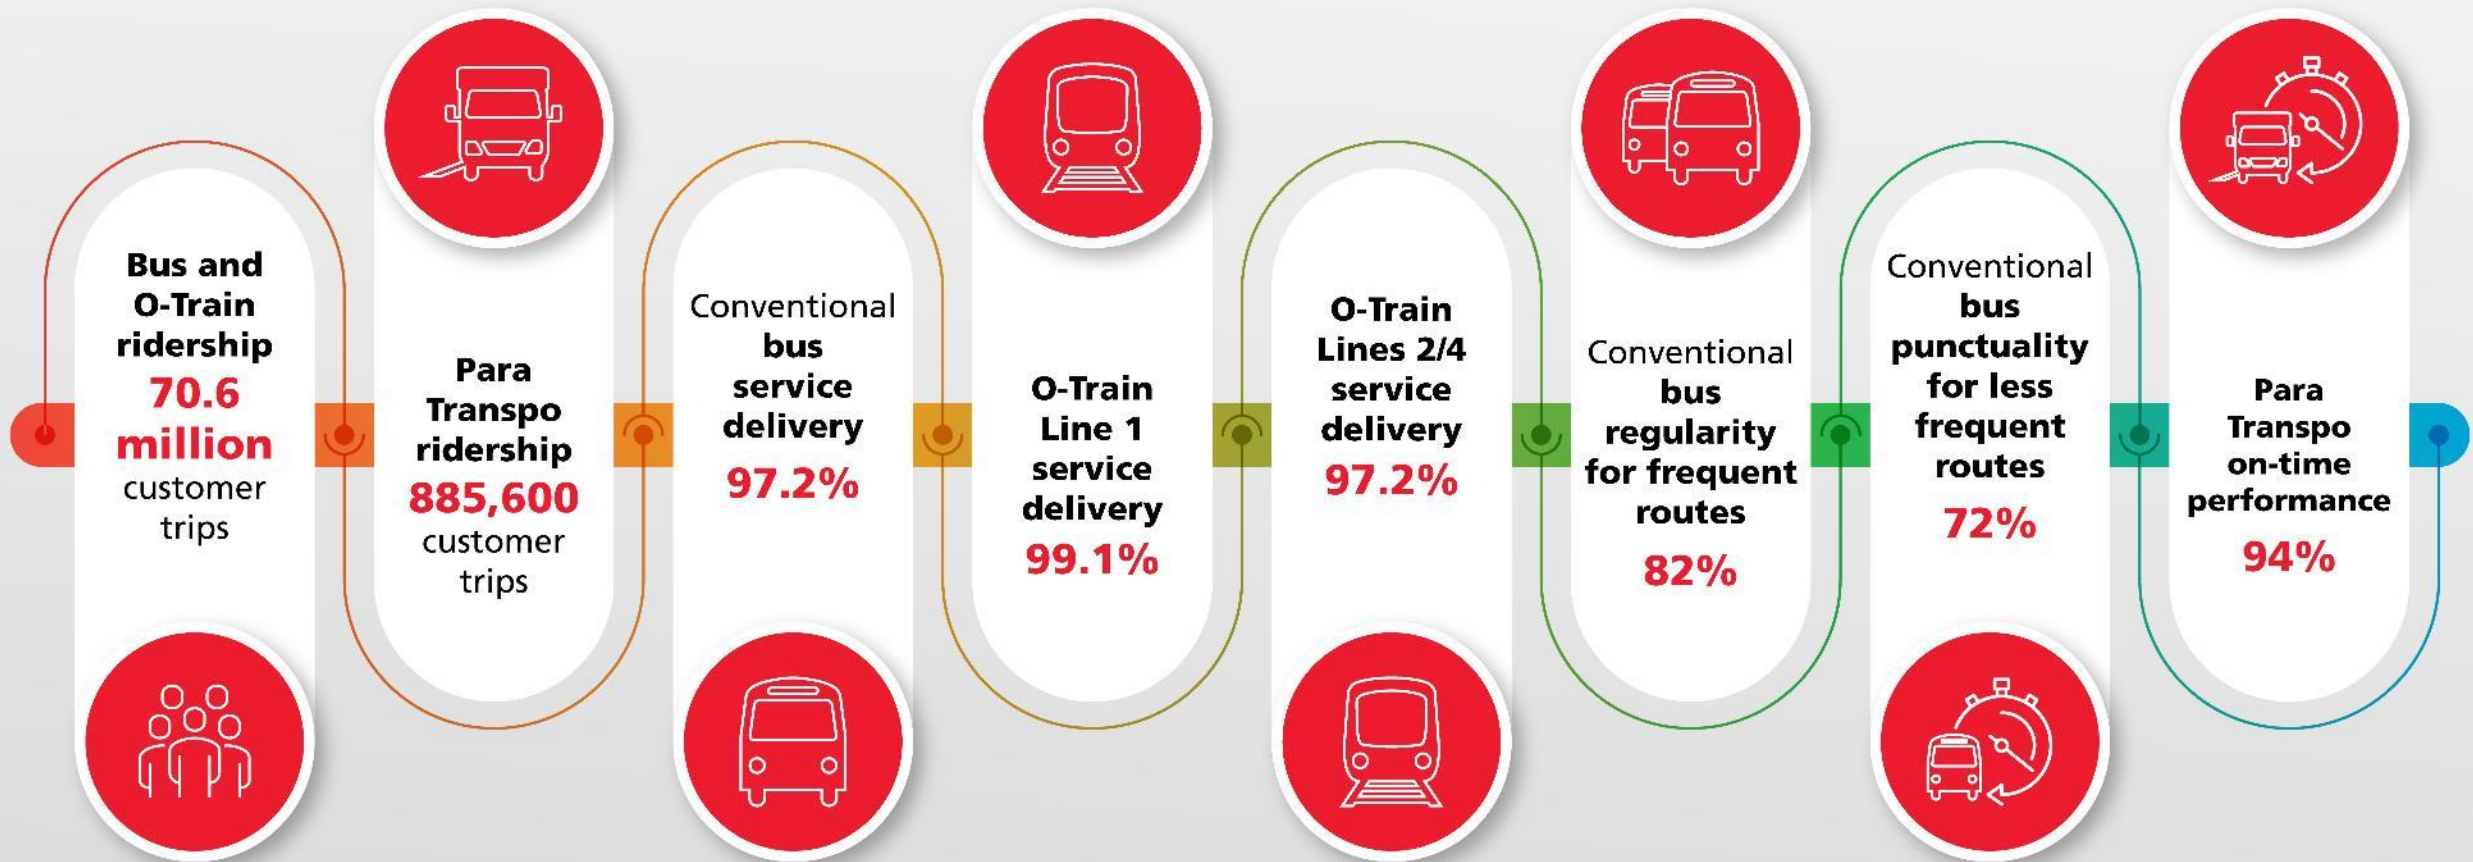 Bus and
O-Train
ridership
70.6
million
customer
trips
Para
Transpo
ridership
885,600
customer
trips
Conventional
bus
service
delivery
97.2%
O-Train
Line 1
service
delivery
99.1%
O-Train
Lines 2/4
service
delivery
97.2%
Conventional
bus
regularity
for frequent
routes
82%
Conventional
bus
punctuality
for less
frequent
routes
72%
Para
Transpo
on-time
performance
94%